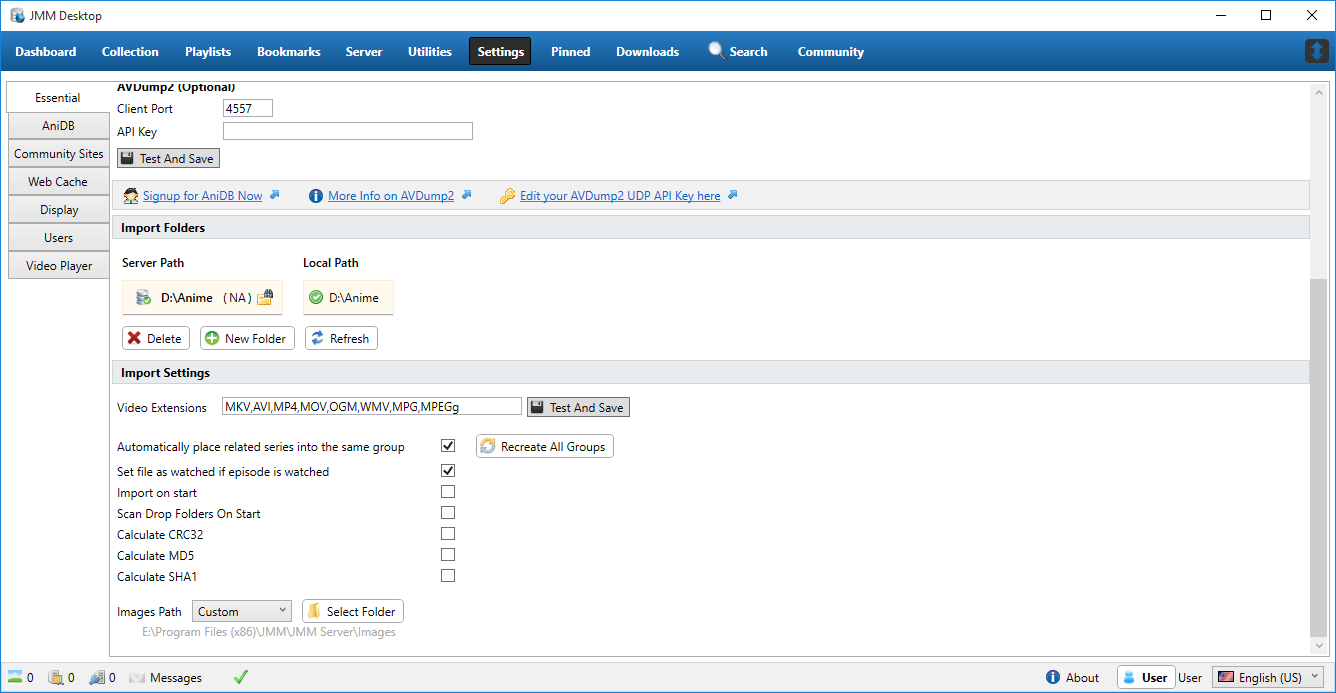 JMM Desktop
Dashboard Collection Playlists Bookmarks Server Utilities Settings Pinned Downloads Search Community
Essential
AniDB
Community Sites
Web Cache
Display
Users
Video Player
AVDump2 (Optional)
Client Port 4557
API Key
Test And Save
Signup for AniDB Now More Info on AVDump2 Edit your AVDump2 UDP API Key here
Import Folders
Server Path Local Path
D:\Anime (NA) D:\Anime
Delete New Folder Refresh
Import Settings
Video Extensions MKV,AVI,MP4,MOV,OGM,WMV,MPG,MPEGg Test And Save
Automatically place related series into the same group Recreate All Groups
Set file as watched if episode is watched
Import on start
Scan Drop Folders On Start
Calculate CRC32
Calculate MD5
Calculate SHA1
Images Path Custom Select Folder
E:\Program Files (x86)\JMM\JMM Server\Images
0 0 0 Messages About User User English (US)